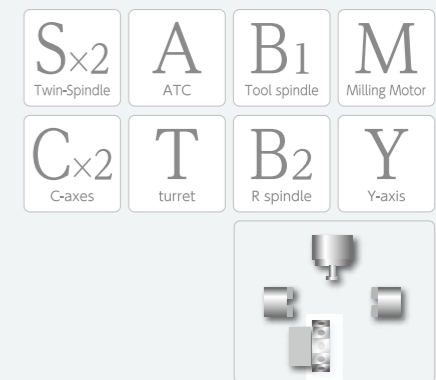 S×2 A B1 M
Twin-Spindle ATC Tool spindle Milling Motor
C×2 T B2 Y
C-axes turret R spindle Y-axis